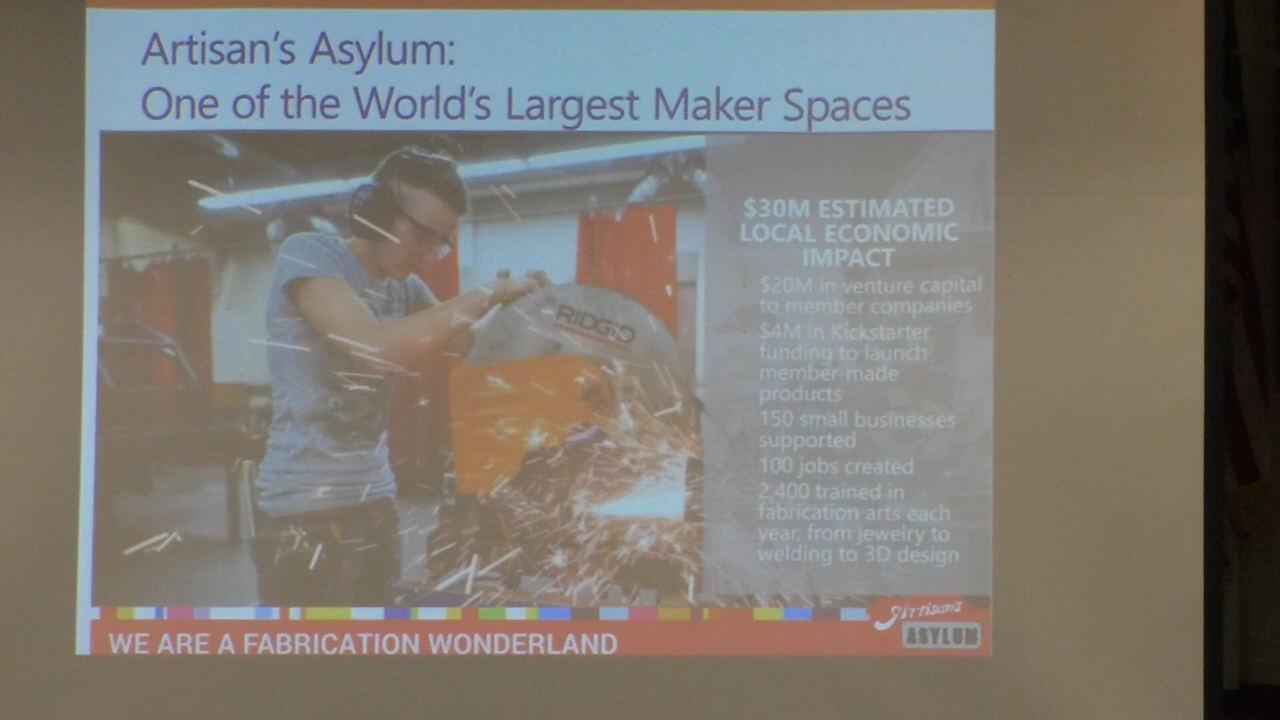 Artisan's Asylum:
One of the World's Largest Maker Spaces
RIDGID
$30M ESTIMATED
LOCAL ECONOMIC
IMPACT
$20M in venture capital
to member companies
$4M in Kickstarter
funding to launch
member-made
products
150 small businesses
supported
100 jobs created
2,400 trained in
fabrication arts each
year, from jewelry to
welding to 3D design
WE ARE A FABRICATION WONDERLAND
Artisan's
ASYLUM